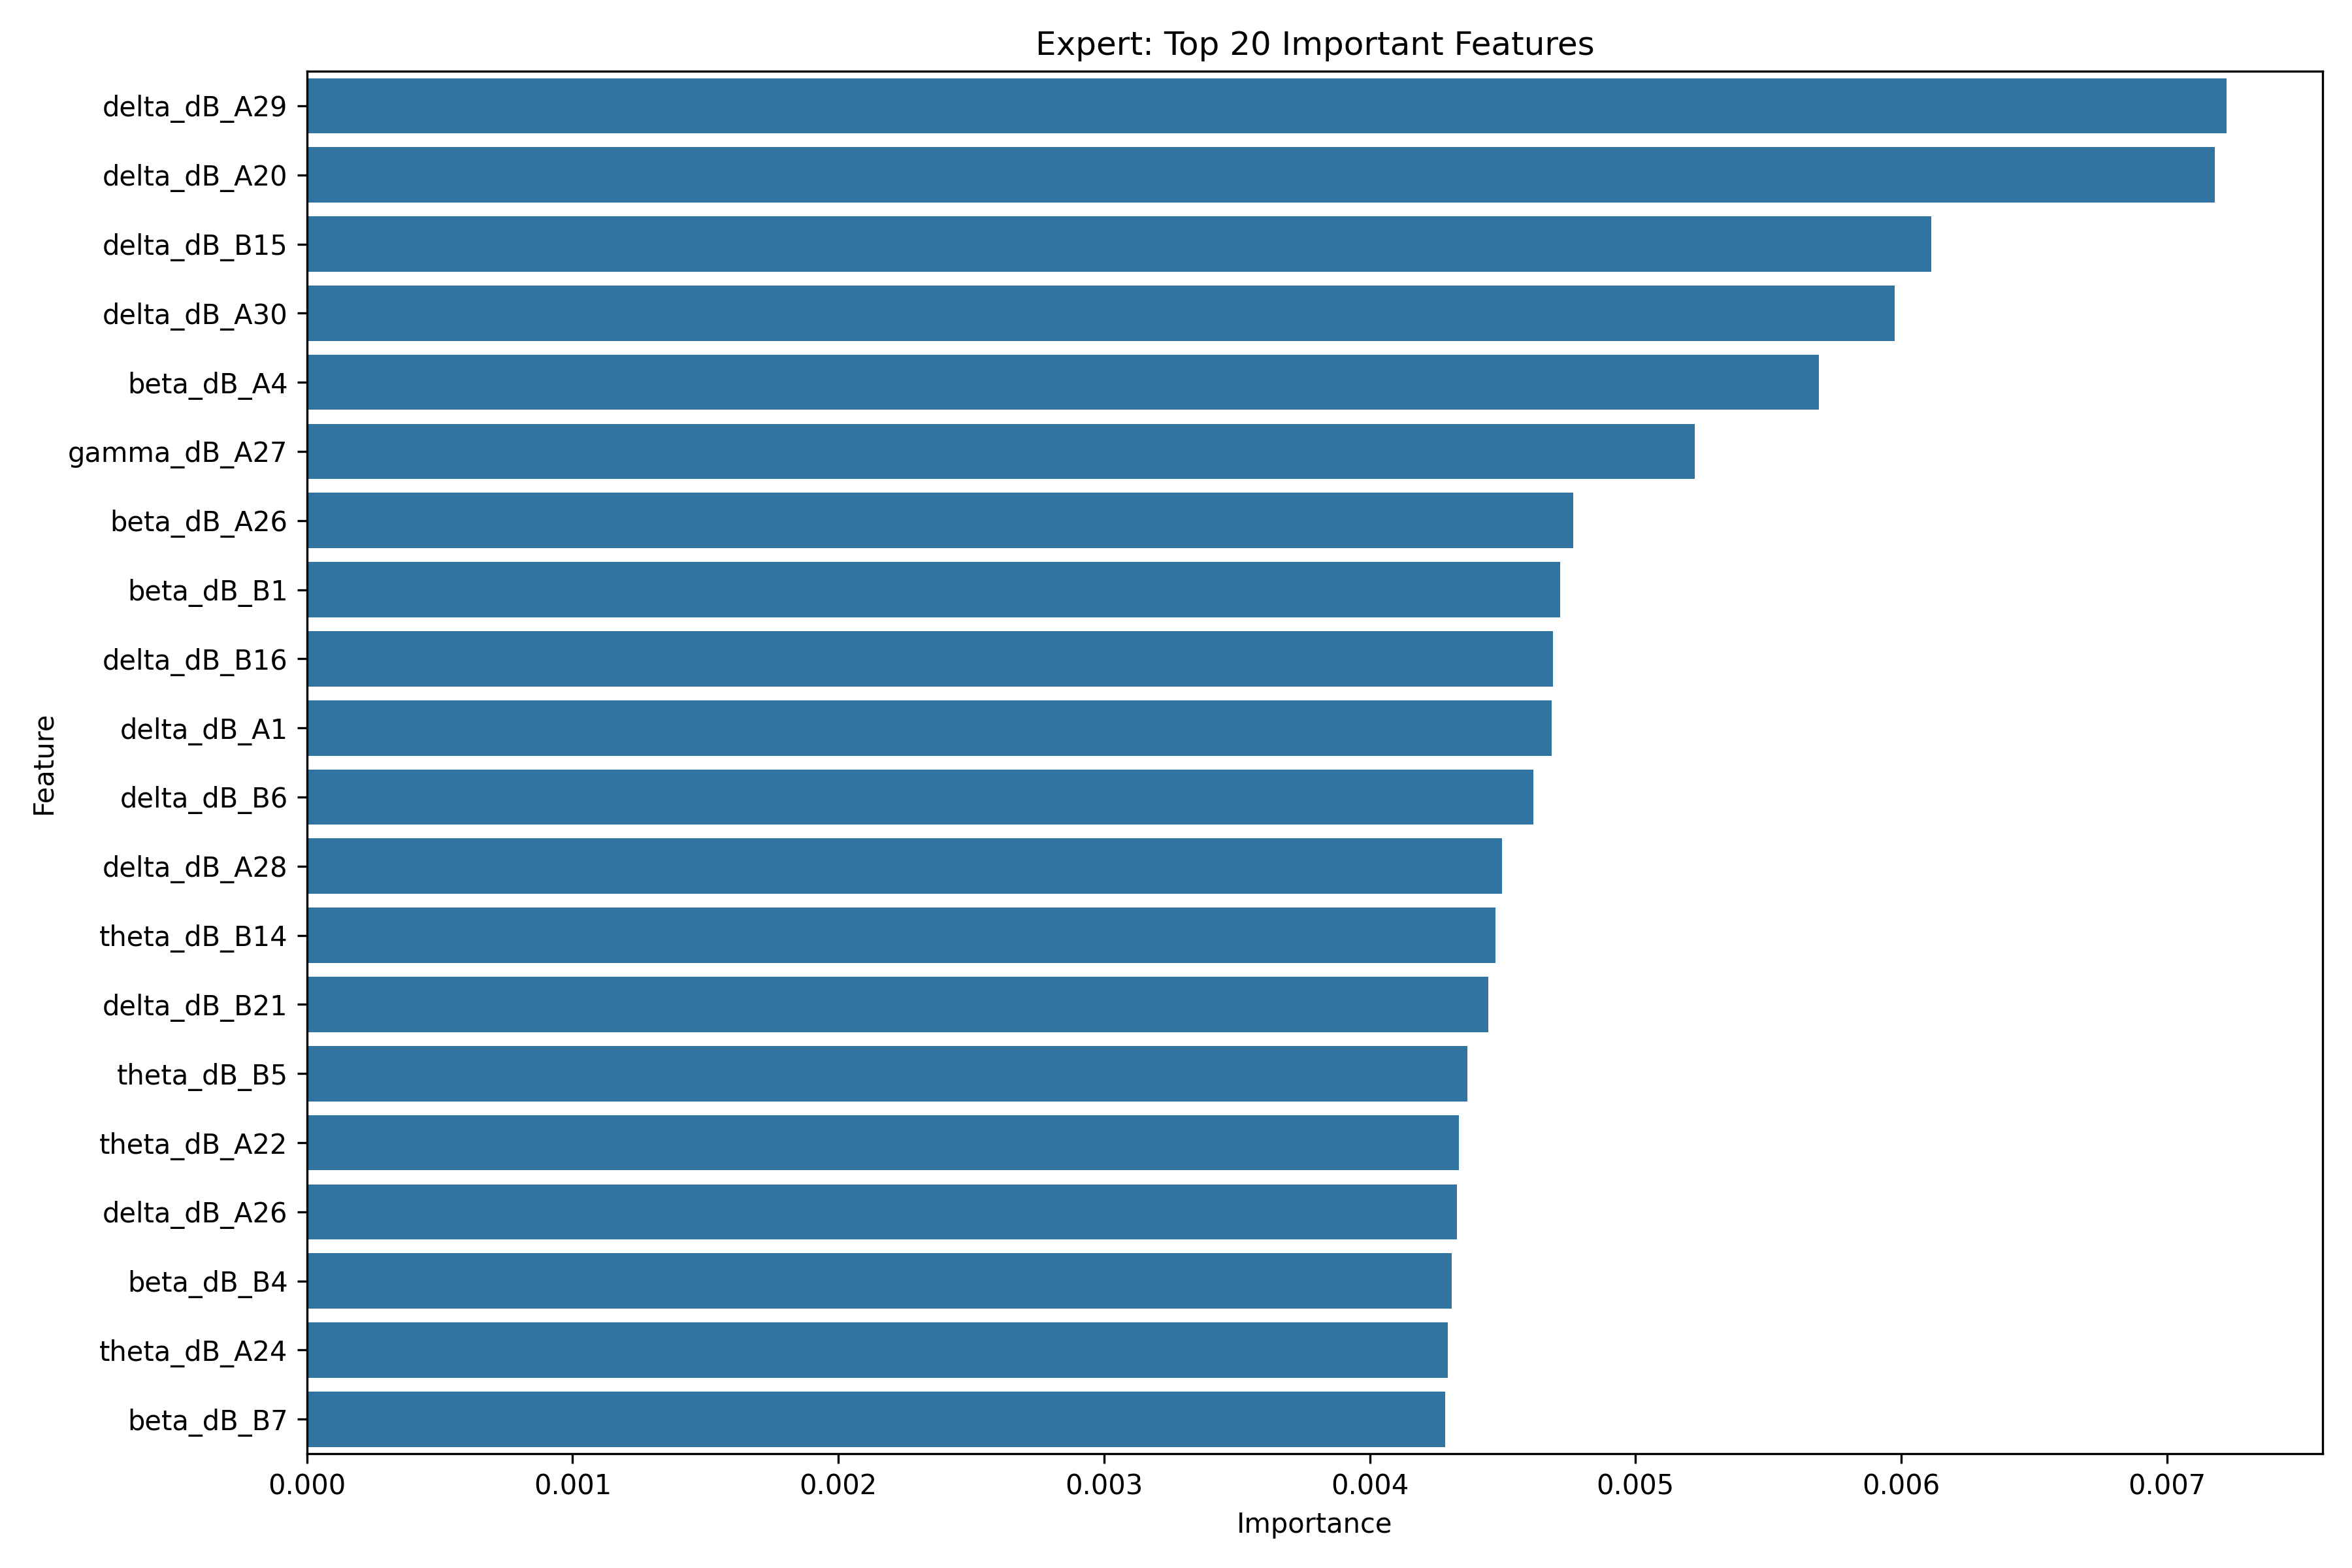 Expert: Top 20 Important Features
delta_dB_A29
delta_dB_A20
delta_dB_B15
delta_dB_A30
beta_dB_A4
gamma_dB_A27
beta_dB_A26
beta_dB_B1
delta_dB_B16
delta_dB_A1
delta_dB_B6
delta_dB_A28
theta_dB_B14
delta_dB_B21
theta_dB_B5
theta_dB_A22
delta_dB_A26
beta_dB_B4
theta_dB_A24
beta_dB_B7
Feature
0.000 0.001 0.002 0.003 0.004 0.005 0.006 0.007
Importance